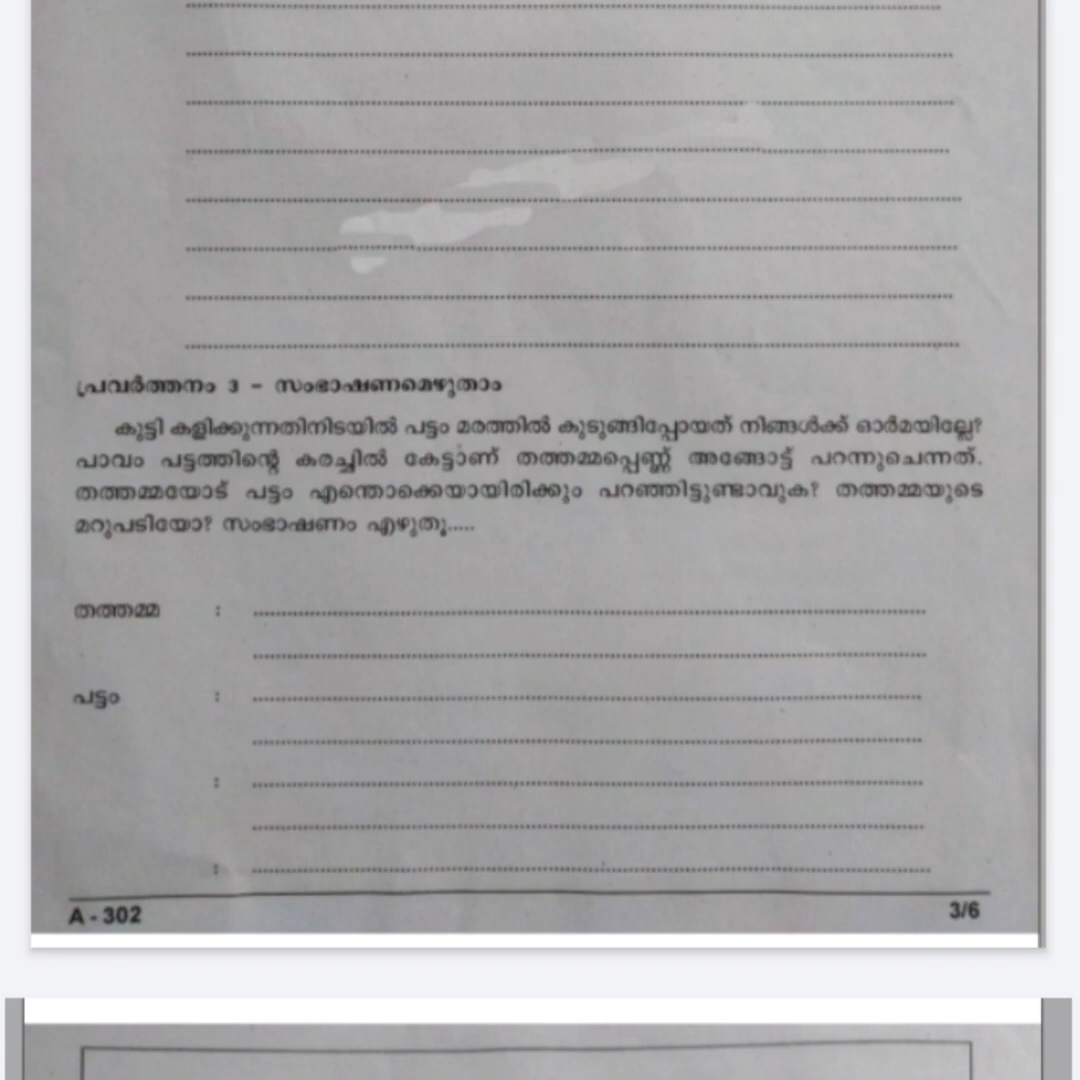 പ്രവർത്തനം 3 - സംഭാഷണമെഴുതാം
കുട്ടി കളിക്കുന്നതിനിടയിൽ പട്ടം മരത്തിൽ കുടുങ്ങിപ്പോയത് നിങ്ങൾക്ക് ഓർമയില്ലേ?
പാവം പട്ടത്തിന്റെ കരച്ചിൽ കേട്ടാണ് തത്തമ്മപ്പെണ്ണ് അങ്ങോട്ട് പറന്നുചെന്നത്.
തത്തമ്മയോട് പട്ടം എന്തൊക്കെയായിരിക്കും പറഞ്ഞിട്ടുണ്ടാവുക? തത്തമ്മയുടെ
മറുപടിയോ? സംഭാഷണം എഴുതൂ.....
തത്തമ്മ :
പട്ടം :
:
:
A - 302 3/6